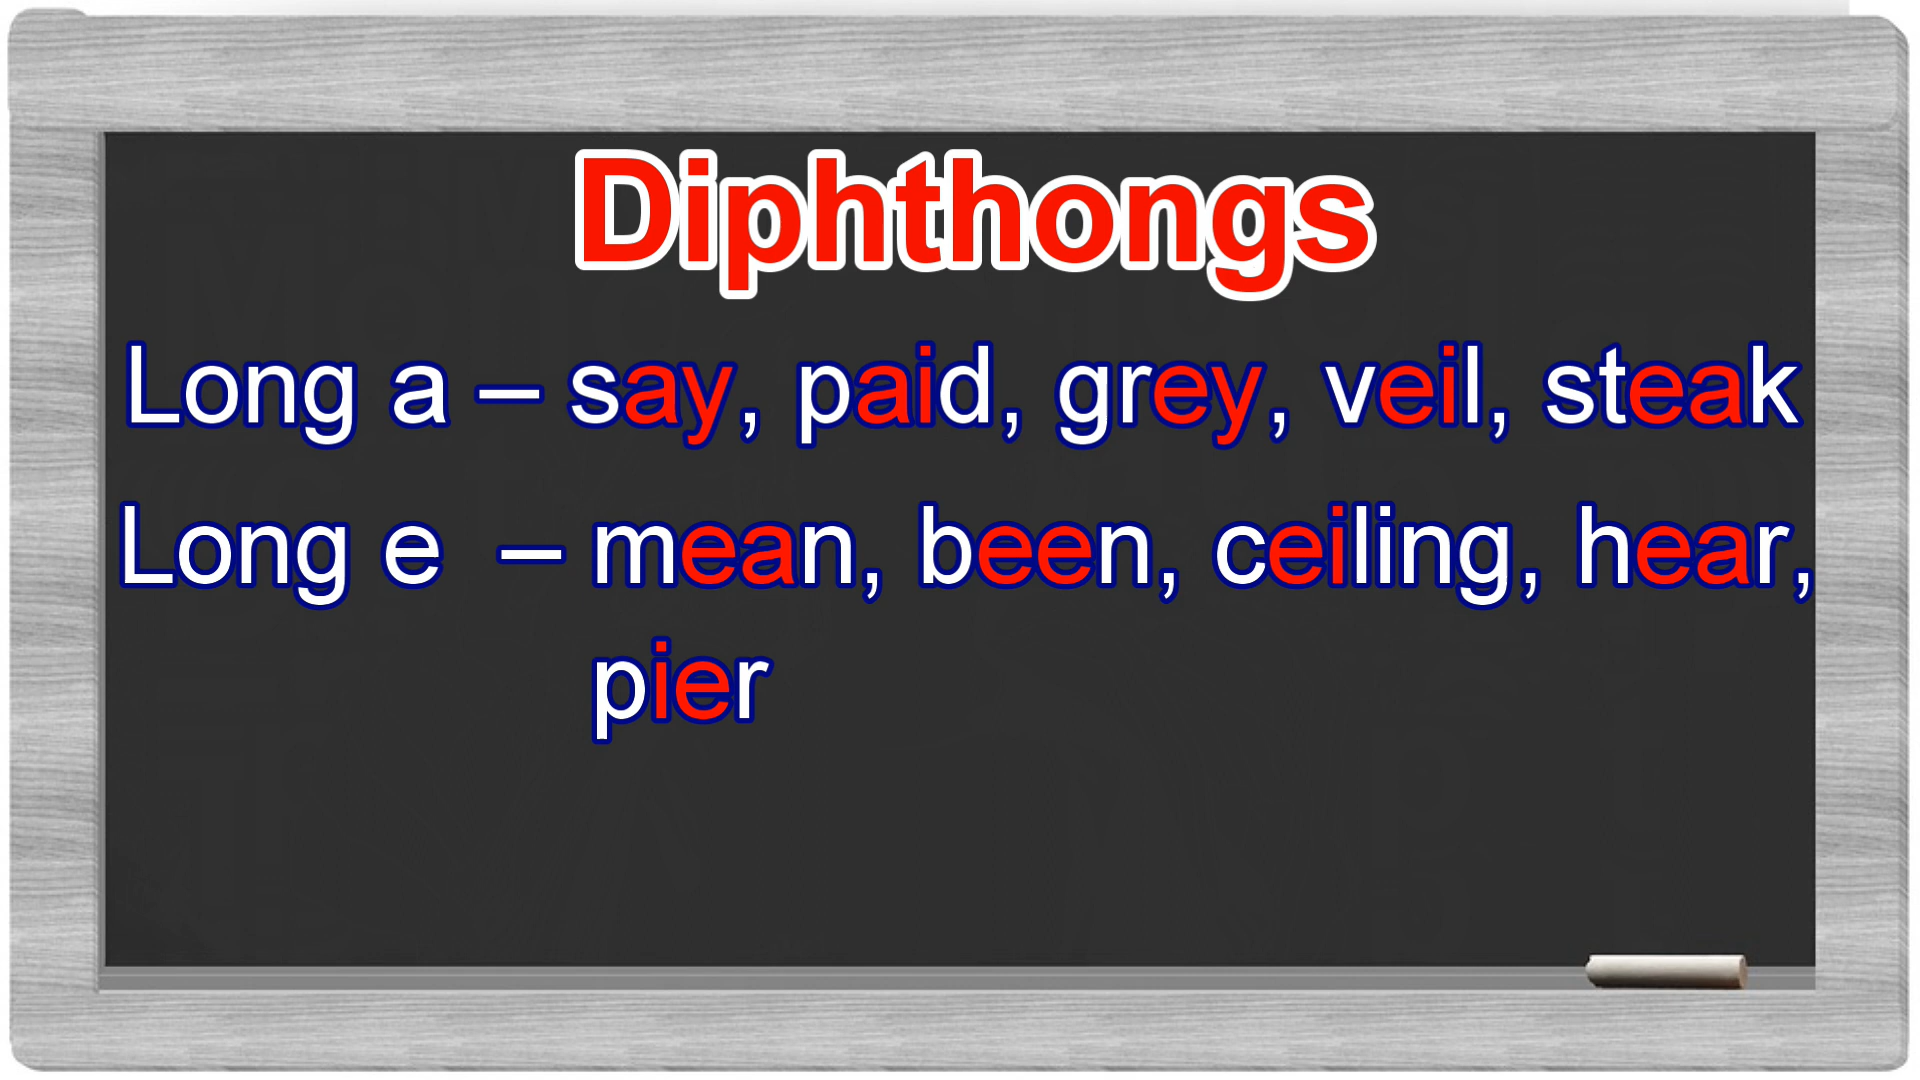 Diphthongs
Long a – say, paid, grey, veil, steak
Long e – mean, been, ceiling, hear,
pier